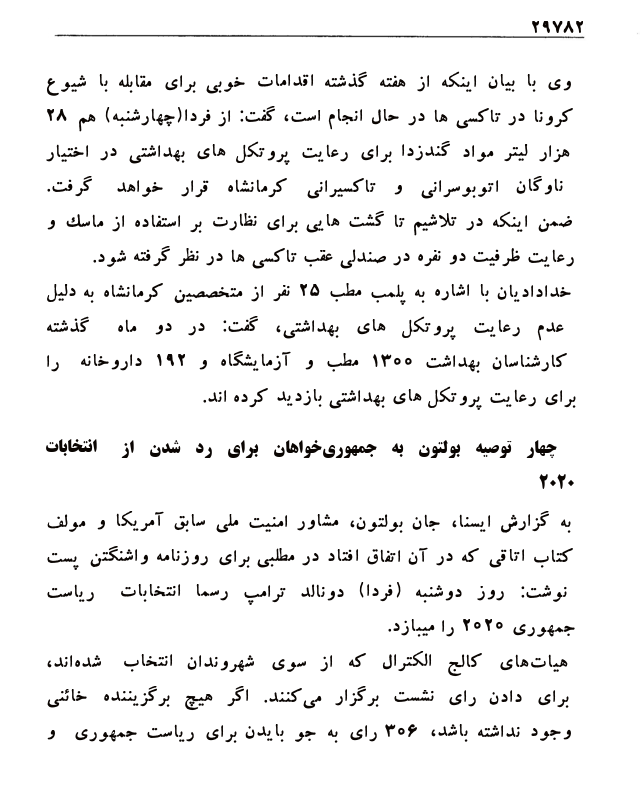 ۲۹۷۸۲
وی با بیان اینکه از هفته گذشته اقدامات خوبی برای مقابله با شیوع
کرونا در تاکسی ها در حال انجام است، گفت: از فردا(چهارشنبه) هم ۲۸
هزار لیتر مواد گندزدا برای رعایت پروتکل های بهداشتی در اختیار
ناوگان اتوبوسرانی و تاکسیرانی کرمانشاه قرار خواهد گرفت.
ضمن اینکه در تلاشیم تا گشت هایی برای نظارت بر استفاده از ماسك و
رعایت ظرفیت دو نفره در صندلی عقب تاکسی ها در نظر گرفته شود.
خدادادیان با اشاره به پلمب مطب ۲۵ نفر از متخصصین کرمانشاه به دلیل
عدم رعایت پروتکل های بهداشتی، گفت: در دو ماه گذشته
کارشناسان بهداشت ۱۳۰۰ مطب و آزمایشگاه و ۱۹۲ داروخانه را
برای رعایت پروتکل های بهداشتی بازدید کرده اند.
چهار توصیه بولتون به جمهوری‌خواهان برای رد شدن از انتخابات
۲۰۲۰
به گزارش ایسنا، جان بولتون، مشاور امنیت ملی سابق آمریکا و مولف
کتاب اتاقی که در آن اتفاق افتاد در مطلبی برای روزنامه واشنگتن پست
نوشت: روز دوشنبه (فردا) دونالد ترامپ رسما انتخابات ریاست
جمهوری ۲۰۲۰ را میبازد.
هیات‌های کالج الکترال که از سوی شهروندان انتخاب شده‌اند،
برای دادن رای نشست برگزار می‌کنند. اگر هیچ برگزیننده خائنی
وجود نداشته باشد، ۳۰۶ رای به جو بایدن برای ریاست جمهوری و